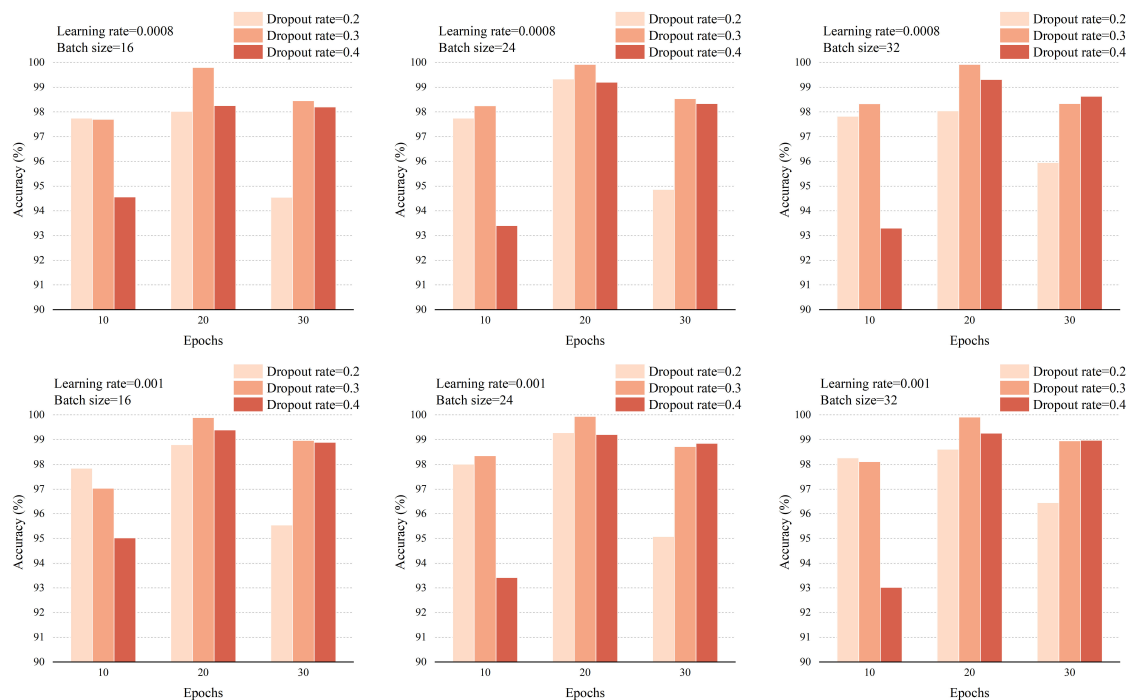 Learning rate=0.0008
Batch size=16
Dropout rate=0.2
Dropout rate=0.3
Dropout rate=0.4
Accuracy (%)
100
99
98
97
96
95
94
93
92
91
90
10 20 30
Epochs
Learning rate=0.0008
Batch size=24
Dropout rate=0.2
Dropout rate=0.3
Dropout rate=0.4
Accuracy (%)
100
99
98
97
96
95
94
93
92
91
90
10 20 30
Epochs
Learning rate=0.0008
Batch size=32
Dropout rate=0.2
Dropout rate=0.3
Dropout rate=0.4
Accuracy (%)
100
99
98
97
96
95
94
93
92
91
90
10 20 30
Epochs
Learning rate=0.001
Batch size=16
Dropout rate=0.2
Dropout rate=0.3
Dropout rate=0.4
Accuracy (%)
100
99
98
97
96
95
94
93
92
91
90
10 20 30
Epochs
Learning rate=0.001
Batch size=24
Dropout rate=0.2
Dropout rate=0.3
Dropout rate=0.4
Accuracy (%)
100
99
98
97
96
95
94
93
92
91
90
10 20 30
Epochs
Learning rate=0.001
Batch size=32
Dropout rate=0.2
Dropout rate=0.3
Dropout rate=0.4
Accuracy (%)
100
99
98
97
96
95
94
93
92
91
90
10 20 30
Epochs